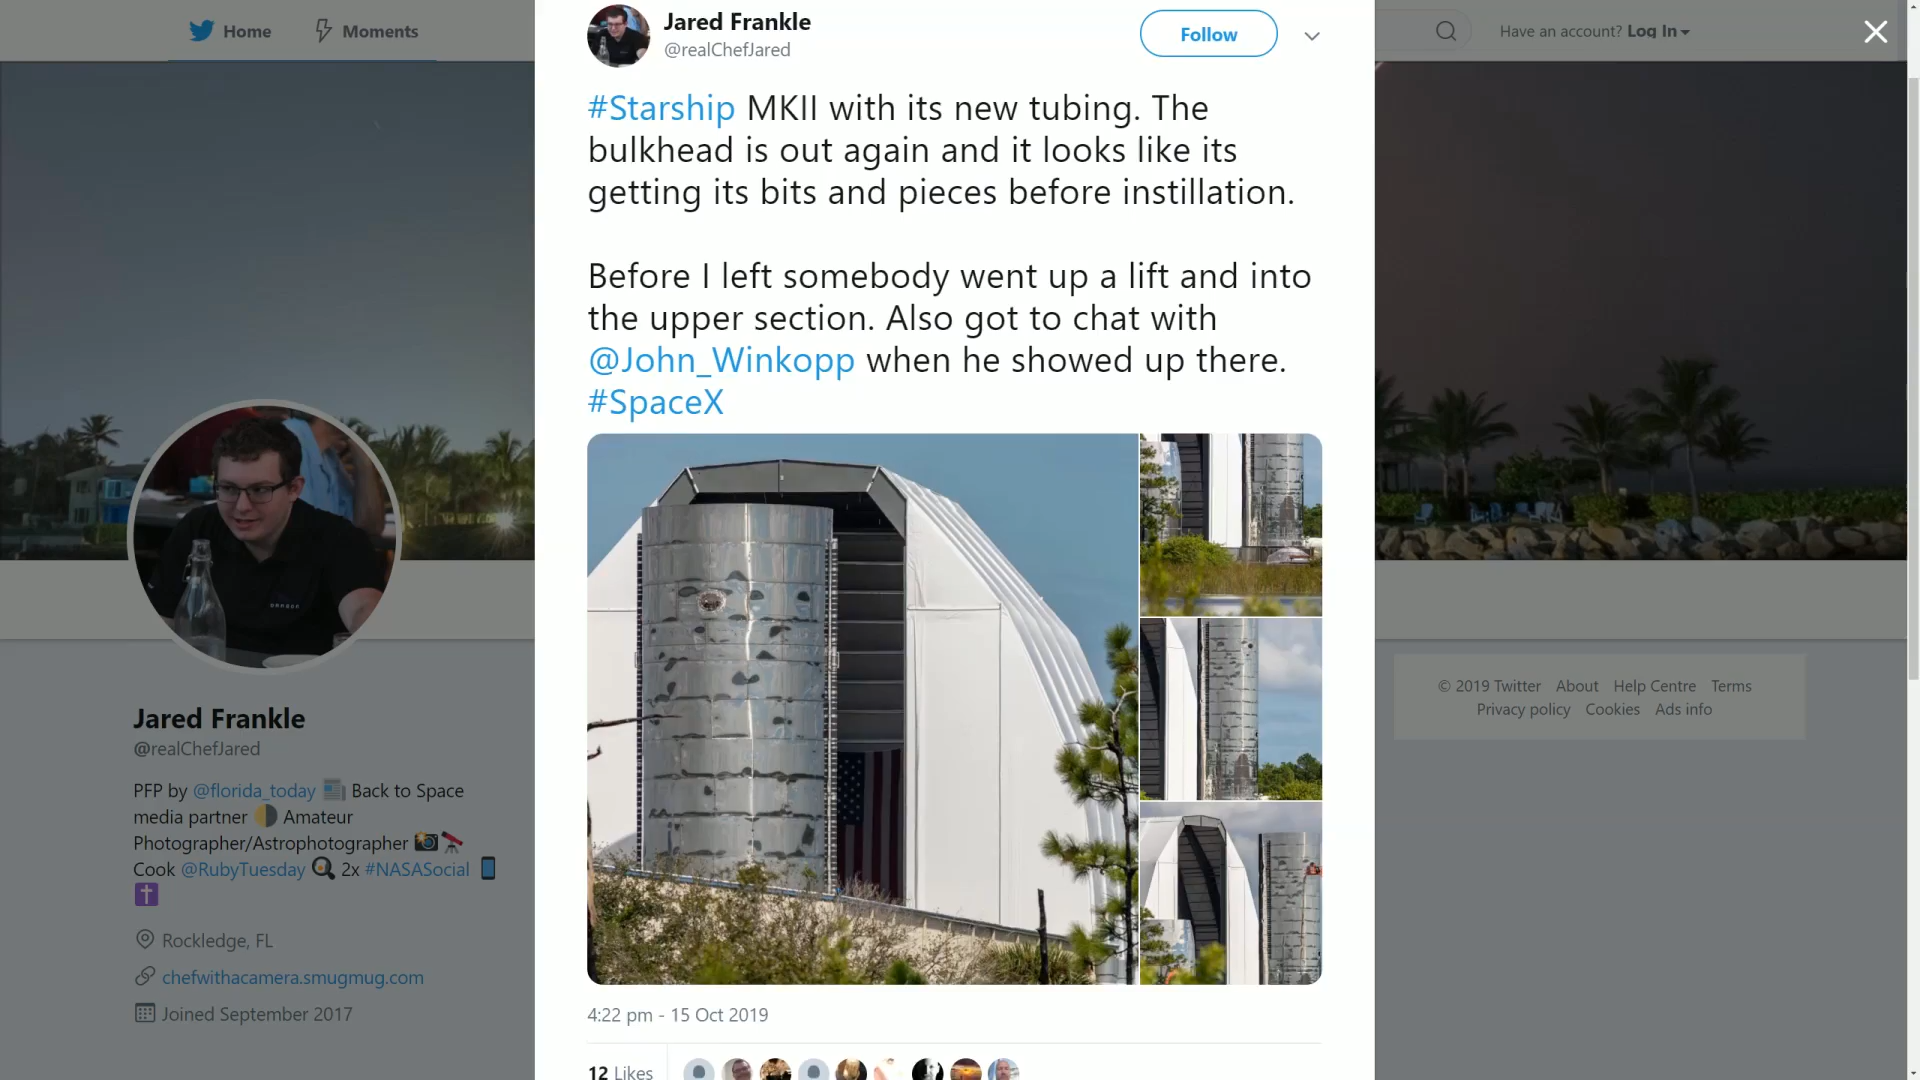 Home
Moments
Have an account? Log In
Jared Frankle
@realChefJared
Follow
#Starship MKII with its new tubing. The
bulkhead is out again and it looks like its
getting its bits and pieces before instillation.
Before I left somebody went up a lift and into
the upper section. Also got to chat with
@John_Winkopp when he showed up there.
#SpaceX
4:22 pm - 15 Oct 2019
12 Likes
Jared Frankle
@realChefJared
PFP by @florida_today 📰 Back to Space
media partner 🌗 Amateur
Photographer/Astrophotographer 📸🔭
Cook @RubyTuesday 🍳 2x #NASASocial 📱
✝️
Rockledge, FL
chefwithacamera.smugmug.com
Joined September 2017
© 2019 Twitter About Help Centre Terms
Privacy policy Cookies Ads info